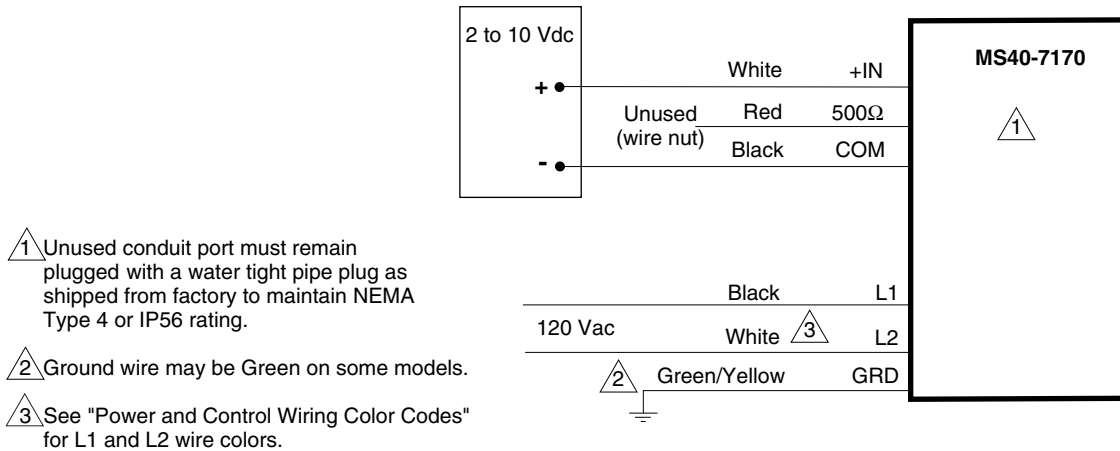 2 to 10 Vdc
+
-
White +IN
Unused
(wire nut)
Red 500Ω
Black COM
MS40-7170
1
Black L1
120 Vac
White 3 L2
2 Green/Yellow GRD
1 Unused conduit port must remain
plugged with a water tight pipe plug as
shipped from factory to maintain NEMA
Type 4 or IP56 rating.
2 Ground wire may be Green on some models.
3 See "Power and Control Wiring Color Codes"
for L1 and L2 wire colors.